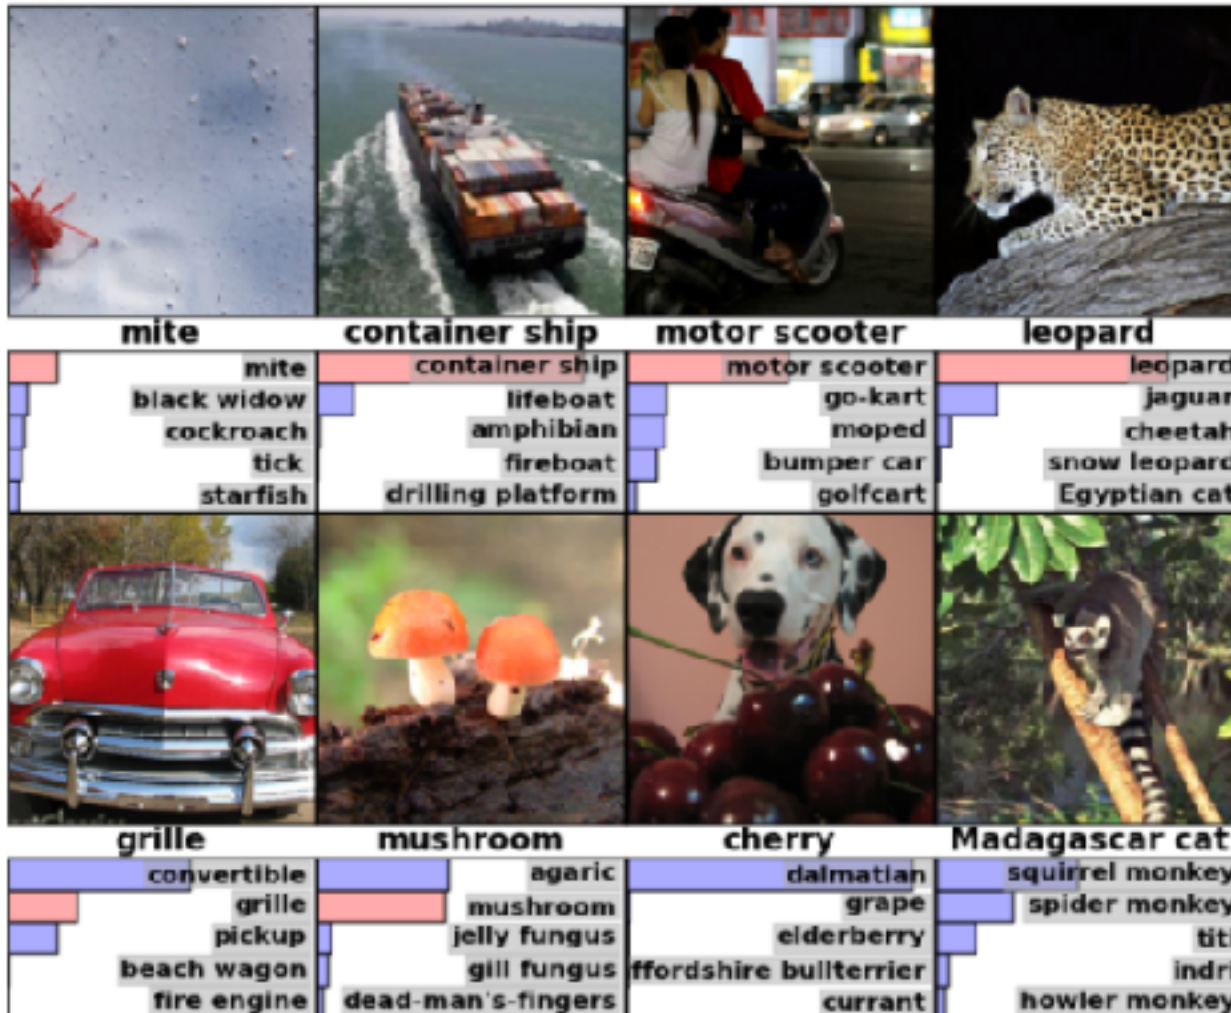 mite
container ship
motor scooter
leopard
mite
black widow
cockroach
tick
starfish
container ship
lifeboat
amphibian
fireboat
drilling platform
motor scooter
go-kart
moped
bumper car
golfcart
leopard
jaguar
cheetah
snow leopard
Egyptian cat
grille
mushroom
cherry
Madagascar cat
convertible
grille
pickup
beach wagon
fire engine
agaric
mushroom
jelly fungus
gill fungus
dead-man's-fingers
dalmatian
grape
elderberry
ffordshire bullterrier
currant
squirrel monkey
spider monkey
titi
indri
howler monkey